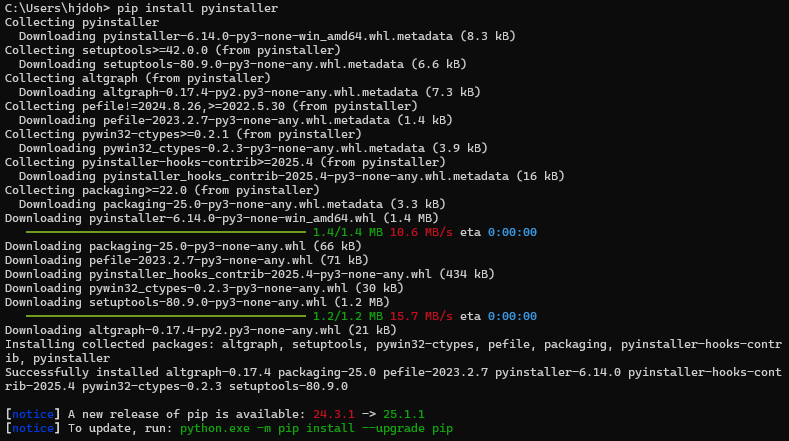 C:\Users\hjdoh> pip install pyinstaller
Collecting pyinstaller
  Downloading pyinstaller-6.14.0-py3-none-win_amd64.whl.metadata (8.3 kB)
Collecting setuptools>=42.0.0 (from pyinstaller)
  Downloading setuptools-80.9.0-py3-none-any.whl.metadata (6.6 kB)
Collecting altgraph (from pyinstaller)
  Downloading altgraph-0.17.4-py2.py3-none-any.whl.metadata (7.3 kB)
Collecting pefile!=2024.8.26,>=2022.5.30 (from pyinstaller)
  Downloading pefile-2023.2.7-py3-none-any.whl.metadata (1.4 kB)
Collecting pywin32-ctypes>=0.2.1 (from pyinstaller)
  Downloading pywin32_ctypes-0.2.3-py3-none-any.whl.metadata (3.9 kB)
Collecting pyinstaller-hooks-contrib>=2025.4 (from pyinstaller)
  Downloading pyinstaller_hooks_contrib-2025.4-py3-none-any.whl.metadata (16 kB)
Collecting packaging>=22.0 (from pyinstaller)
  Downloading packaging-25.0-py3-none-any.whl.metadata (3.3 kB)
Downloading pyinstaller-6.14.0-py3-none-win_amd64.whl (1.4 MB)
1.4/1.4 MB 10.6 MB/s eta 0:00:00
Downloading packaging-25.0-py3-none-any.whl (66 kB)
Downloading pefile-2023.2.7-py3-none-any.whl (71 kB)
Downloading pyinstaller_hooks_contrib-2025.4-py3-none-any.whl (434 kB)
Downloading pywin32_ctypes-0.2.3-py3-none-any.whl (30 kB)
Downloading setuptools-80.9.0-py3-none-any.whl (1.2 MB)
1.2/1.2 MB 15.7 MB/s eta 0:00:00
Downloading altgraph-0.17.4-py2.py3-none-any.whl (21 kB)
Installing collected packages: altgraph, setuptools, pywin32-ctypes, pefile, packaging, pyinstaller-hooks-contr
ib, pyinstaller
Successfully installed altgraph-0.17.4 packaging-25.0 pefile-2023.2.7 pyinstaller-6.14.0 pyinstaller-hooks-cont
rib-2025.4 pywin32-ctypes-0.2.3 setuptools-80.9.0
[notice] A new release of pip is available: 24.3.1 -> 25.1.1
[notice] To update, run: python.exe -m pip install --upgrade pip